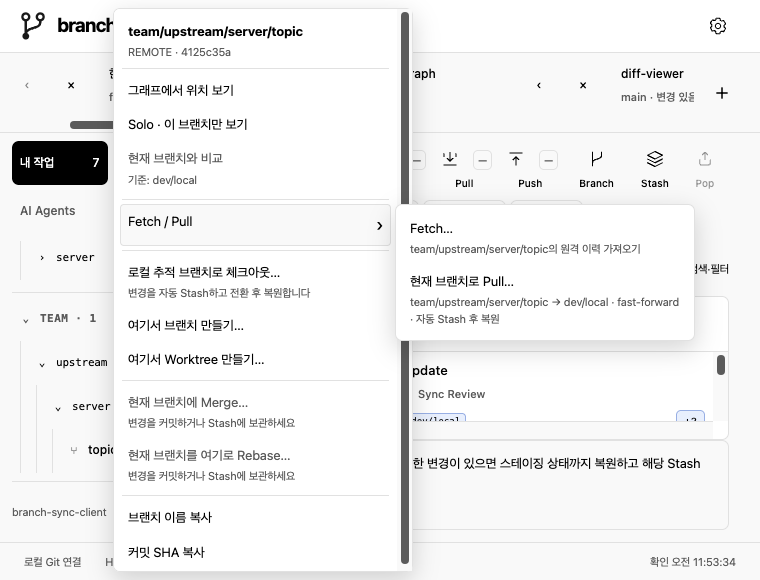 branch
team/upstream/server/topic
REMOTE · 4125c35a
그래프에서 위치 보기
Solo · 이 브랜치만 보기
현재 브랜치와 비교
기준: dev/local
Fetch / Pull
로컬 추적 브랜치로 체크아웃...
변경을 자동 Stash하고 전환 후 복원합니다
여기서 브랜치 만들기...
여기서 Worktree 만들기...
현재 브랜치에 Merge...
변경을 커밋하거나 Stash에 보관하세요
현재 브랜치를 여기로 Rebase...
변경을 커밋하거나 Stash에 보관하세요
브랜치 이름 복사
커밋 SHA 복사
Fetch...
team/upstream/server/topic의 원격 이력 가져오기
현재 브랜치로 Pull...
team/upstream/server/topic → dev/local · fast-forward
· 자동 Stash 후 복원
raph
diff-viewer
main · 변경 있음
내 작업 7
Pull Push Branch Stash Pop
AI Agents
server
TEAM · 1
upstream
server
topic
색·필터
pdate
Sync Review
dev/local
+2
한 변경이 있으면 스테이징 상태까지 복원하고 해당 Stash
branch-sync-client
로컬 Git 연결
H
확인 오전 11:53:34